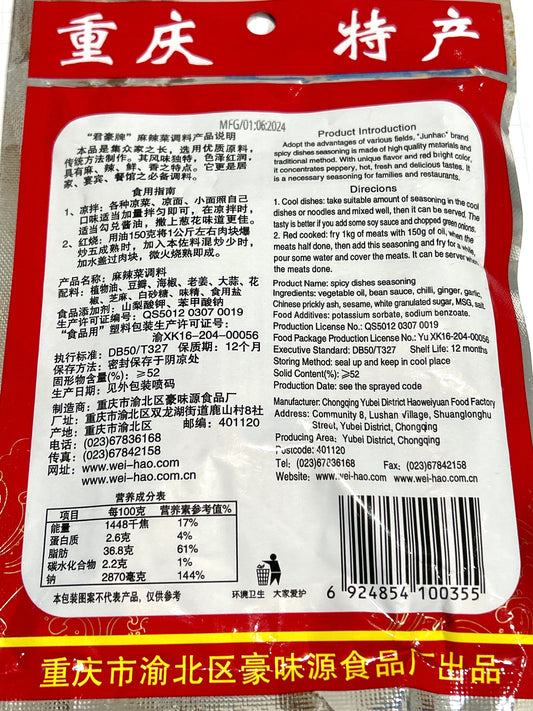 重庆 特产
MFG/01.06.2024
“君豪牌”麻辣菜调料产品说明
本品是集众家之长，选用优质原料，
传统方法制作。其风味独特，色泽红润，
具有麻、辣、鲜、香之特点。它更是居
家、宴宾、餐馆之必备调料。
食用指南
1、凉拌：各种凉菜、凉面、小面照自己
口味适当加量拌匀即可，在凉拌时，
适当勾兑酱油，撒上葱花味道更佳。
2、红烧：用油150克将1公斤左右肉块爆
炒五成熟时，加入本佐料混炒少时，
加水盖过肉块，微火烧熟即成。
产品名称：麻辣菜调料
配料：植物油、豆瓣、海椒、老姜、大蒜、花
椒、芝麻、白砂糖、味精、食用盐
食品添加剂：山梨酸钾、苯甲酸钠
生产许可证编号：QS5012 0307 0019
“食品用”塑料包装生产许可证号：
渝XK16-204-00056
执行标准：DB50/T327 保质期：12个月
保存方法：密封保存于阴凉处
固形物含量(%)：≥52
生产日期：见外包装喷码
制造商：重庆市渝北区豪味源食品厂
厂址：重庆市渝北区双龙湖街道鹿山村8社
产地：重庆市渝北区 邮编：401120
电话：(023)67836168
传真：(023)67842158
网址：www.wei-hao.com
www.wei-hao.com.cn
营养成分表
项目 每100克 营养素参考值%
能量 1448千焦 17%
蛋白质 2.6克 4%
脂肪 36.8克 61%
碳水化合物 2.2克 1%
钠 2870毫克 144%
本包装图案不代表产品，仅供参考
Product Introduction
Adopt the advantages of various fields, "Junhao" brand
spicy dishes seasoning is made of high quality materials and
traditional method. With unique flavor and red bright color,
it concentrates peppery, hot, fresh and delicious tastes. It
is a necessary seasoning for families and restaurants.
Direcions
1. Cool dishes: take suitable amount of seasoning in the cool
dishes or noodles and mixed well, then it can be served. The
tasty is better if you add some soy sauce and chopped green onions.
2. Red cooked: fry 1kg of meats with 150g of oil, when the
meats half done, then add this seasoning and fry for a while,
pour some water and cover the meats. It can be server when
the meats done.
Product Name: spicy dishes seasoning
Ingredients: vegetable oil, bean sauce, chilli, ginger, garlic,
Chinese prickly ash, sesame, white granulated sugar, MSG, salt
Food Additives: potassium sorbate, sodium benzoate.
Production License No.: QS5012 0307 0019
Food Package Production License No.: Yu XK16-204-00056
Executive Standard: DB50/T327 Shelf Life: 12 months
Storing Method: seal up and keep in cool place
Solid Content(%): ≥52
Production Date: see the sprayed code
Manufacturer: Chongqing Yubei District Haoweiyuan Food Factory
Address: Community 8, Lushan village, Shuanglonghu
Street, Yubei District, Chongqing
Producing Area: Yubei District, Chongqing
Postcode: 401120
Tel: (023)67836168 Fax: (023)67842158
Website: www.wei-hao.com
www.wei-hao.com.cn
环境卫生 大家爱护
6 924854 100355
重庆市渝北区豪味源食品厂出品